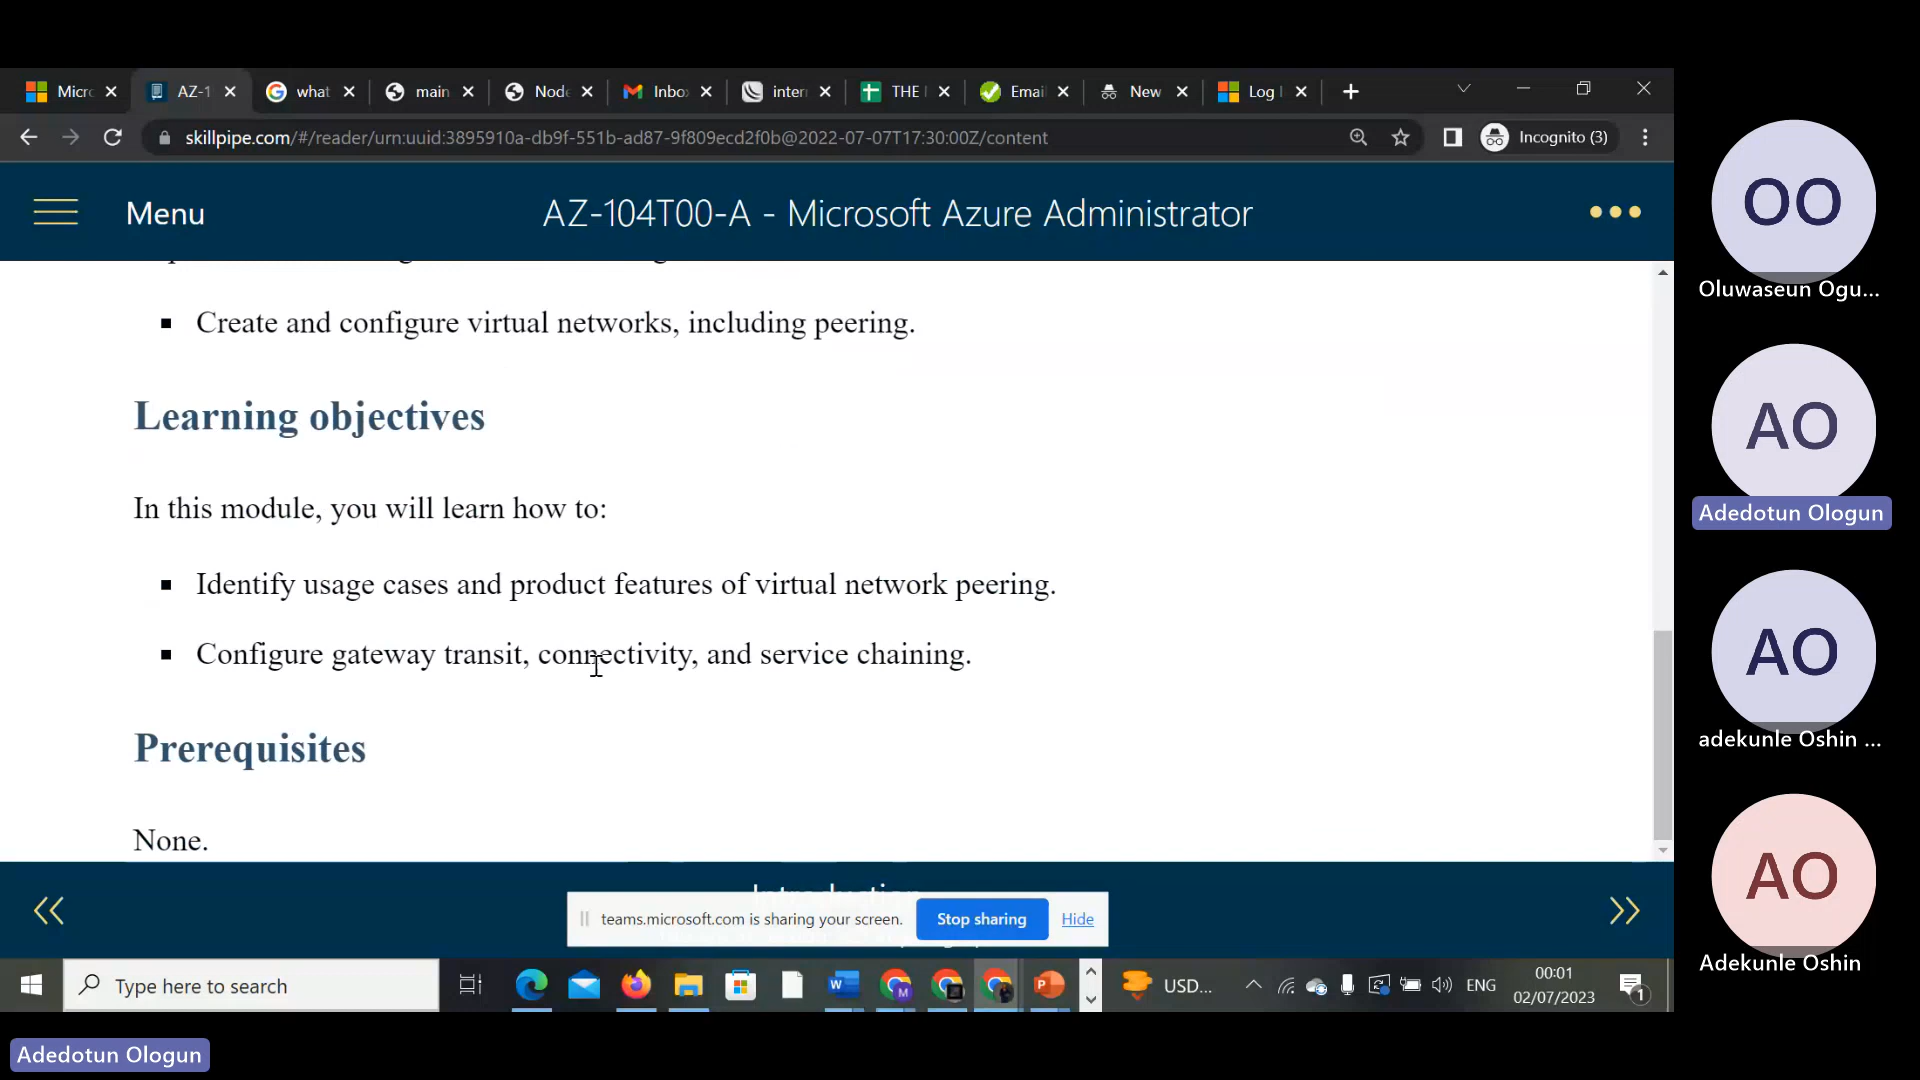 Micro
AZ-1
what
main
Node
Inbo
inter
THE
Emai
New
Log
skillpipe.com/#/reader/urn:uuid:3895910a-db9f-551b-ad87-9f809ecd2f0b@2022-07-07T17:30:00Z/content
Incognito (3)
Menu
AZ-104T00-A - Microsoft Azure Administrator
Create and configure virtual networks, including peering.
Learning objectives
In this module, you will learn how to:
Identify usage cases and product features of virtual network peering.
Configure gateway transit, connectivity, and service chaining.
Prerequisites
None.
Introduction
teams.microsoft.com is sharing your screen.
Stop sharing
Hide
Type here to search
USD...
ENG
00:01
02/07/2023
1
OO
Oluwaseun Ogu...
AO
Adedotun Ologun
AO
adekunle Oshin ...
AO
Adekunle Oshin
Adedotun Ologun